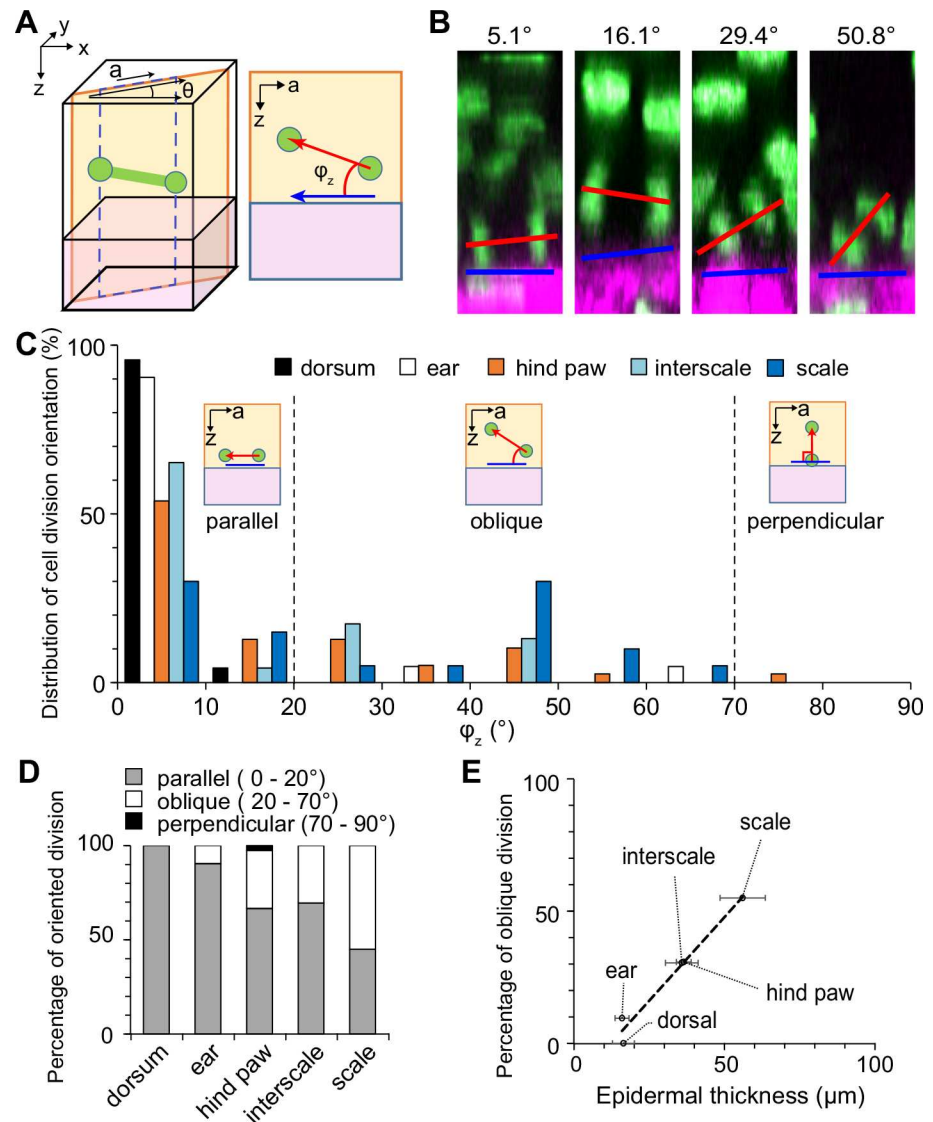 A
y
x
z
a
θ
a
z
φz
B
5.1° 16.1° 29.4° 50.8°
C
Distribution of cell division orientation (%)
100
50
0
dorsum ear hind paw interscale scale
a
z
parallel
a
z
oblique
a
z
perpendicular
0 10 20 30 40 50 60 70 80 90
φz (°)
D
parallel ( 0 - 20°)
oblique ( 20 - 70°)
perpendicular (70 - 90°)
Percentage of oriented division
100
50
0
dorsum
ear
hind paw
interscale
scale
E
Percentage of oblique division
100
50
0
scale
interscale
ear
hind paw
dorsal
0 50 100
Epidermal thickness (µm)